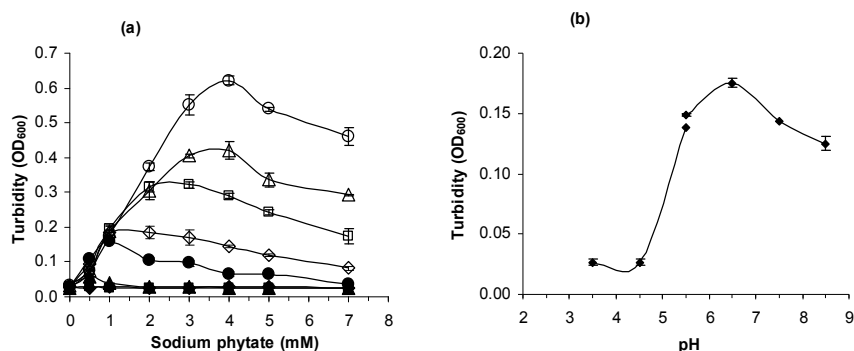 (a)
Turbidity (OD600)
0.7
0.6
0.5
0.4
0.3
0.2
0.1
0.0
0 1 2 3 4 5 6 7 8
Sodium phytate (mM)
(b)
Turbidity (OD600)
0.20
0.15
0.10
0.05
0.00
2 3 4 5 6 7 8 9
pH